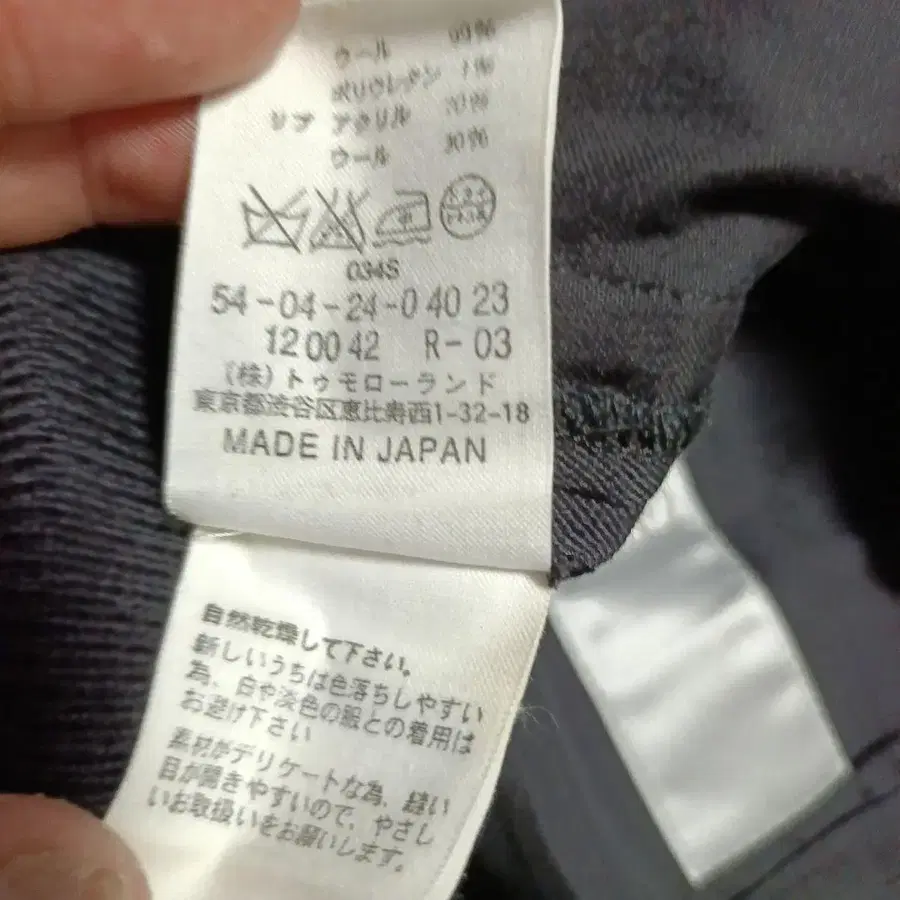 ウール 99%
ポリウレタン 1%
リブ アクリル 70%
ウール 30%
034S
54-04-24-04023
120042 R-03
(株)トゥモローランド
東京都渋谷区恵比寿西1-32-18
MADE IN JAPAN
自然乾燥して下さい。
新しいうちは色落ちしやすい
為、白や淡色の服との着用は
お避け下さい
素材がデリケートな為、縫い
目が開きやすいので、やさし
いお取扱いをお願いします。